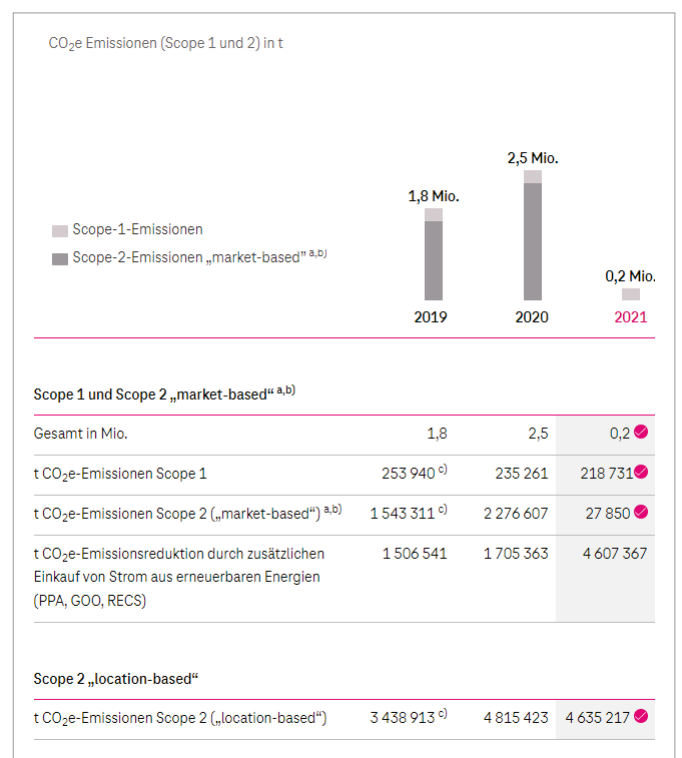 CO₂e Emissionen (Scope 1 und 2) in t
2,5 Mio.
1,8 Mio.
Scope-1-Emissionen
Scope-2-Emissionen „market-based” a,b)
0,2 Mio.
2019 2020 2021
Scope 1 und Scope 2 „market-based“ a,b)
Gesamt in Mio. 1,8 2,5 0,2
t CO₂e-Emissionen Scope 1 253 940 c) 235 261 218 731
t CO₂e-Emissionen Scope 2 („market-based“) a,b) 1 543 311 c) 2 276 607 27 850
t CO₂e-Emissionsreduktion durch zusätzlichen 1 506 541 1 705 363 4 607 367
Einkauf von Strom aus erneuerbaren Energien
(PPA, GOO, RECS)
Scope 2 „location-based“
t CO₂e-Emissionen Scope 2 („location-based“) 3 438 913 c) 4 815 423 4 635 217